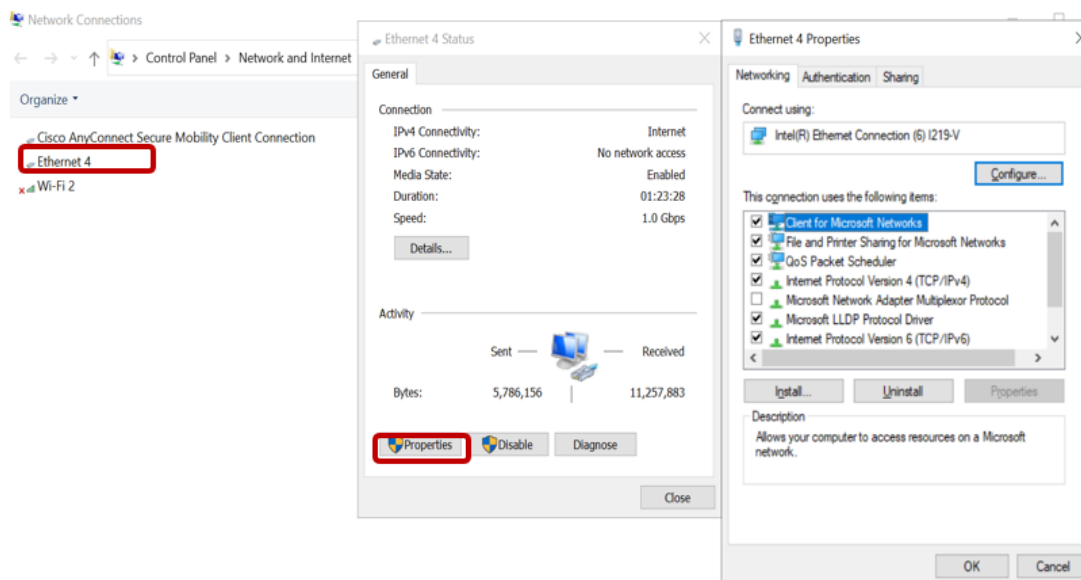 Network Connections
Control Panel > Network and Internet
Organize
Cisco AnyConnect Secure Mobility Client Connection
Ethernet 4
Wi-Fi 2
Ethernet 4 Status
General
Connection
IPv4 Connectivity: Internet
IPv6 Connectivity: No network access
Media State: Enabled
Duration: 01:23:28
Speed: 1.0 Gbps
Details...
Activity
Sent Received
Bytes: 5,786,156 11,257,883
Properties Disable Diagnose
Close
Ethernet 4 Properties
Networking Authentication Sharing
Connect using:
Intel(R) Ethernet Connection (6) I219-V
Configure...
This connection uses the following items:
Client for Microsoft Networks
File and Printer Sharing for Microsoft Networks
QoS Packet Scheduler
Internet Protocol Version 4 (TCP/IPv4)
Microsoft Network Adapter Multiplexor Protocol
Microsoft LLDP Protocol Driver
Internet Protocol Version 6 (TCP/IPv6)
Install... Uninstall Properties
Description
Allows your computer to access resources on a Microsoft
network.
OK Cancel